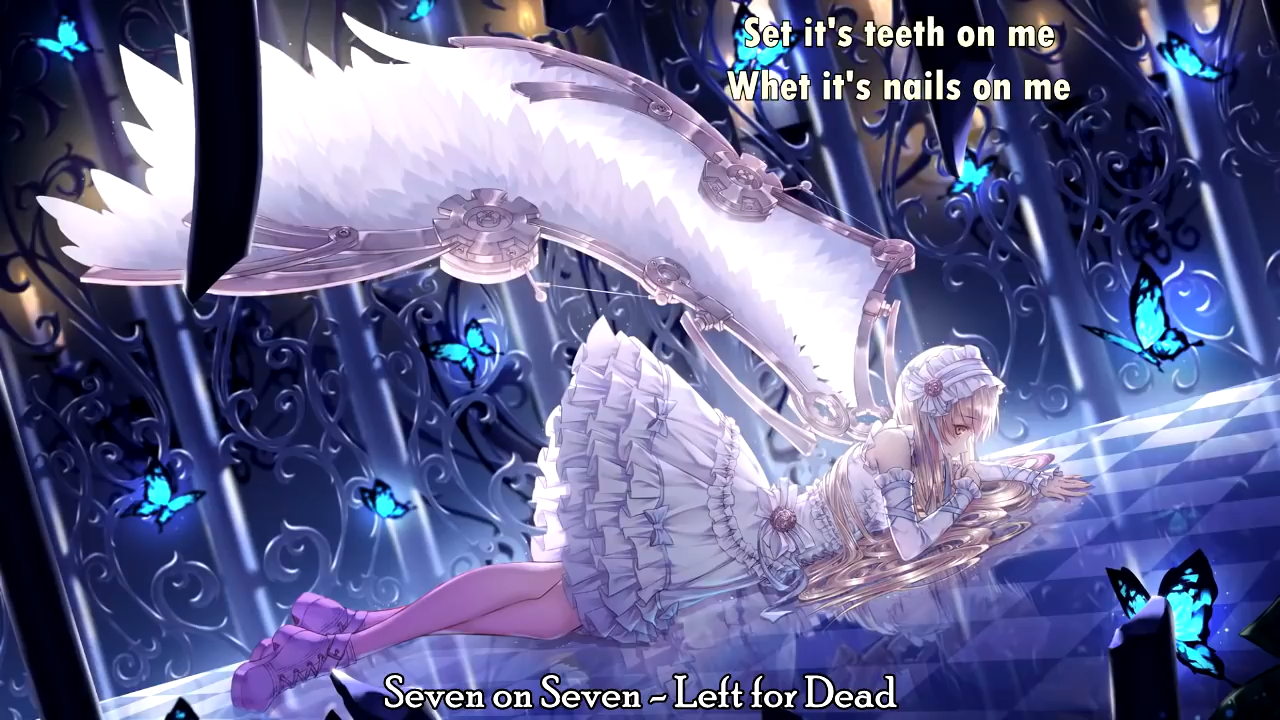 Set it's teeth on me
Whet it's nails on me
Seven on Seven ~ Left for Dead